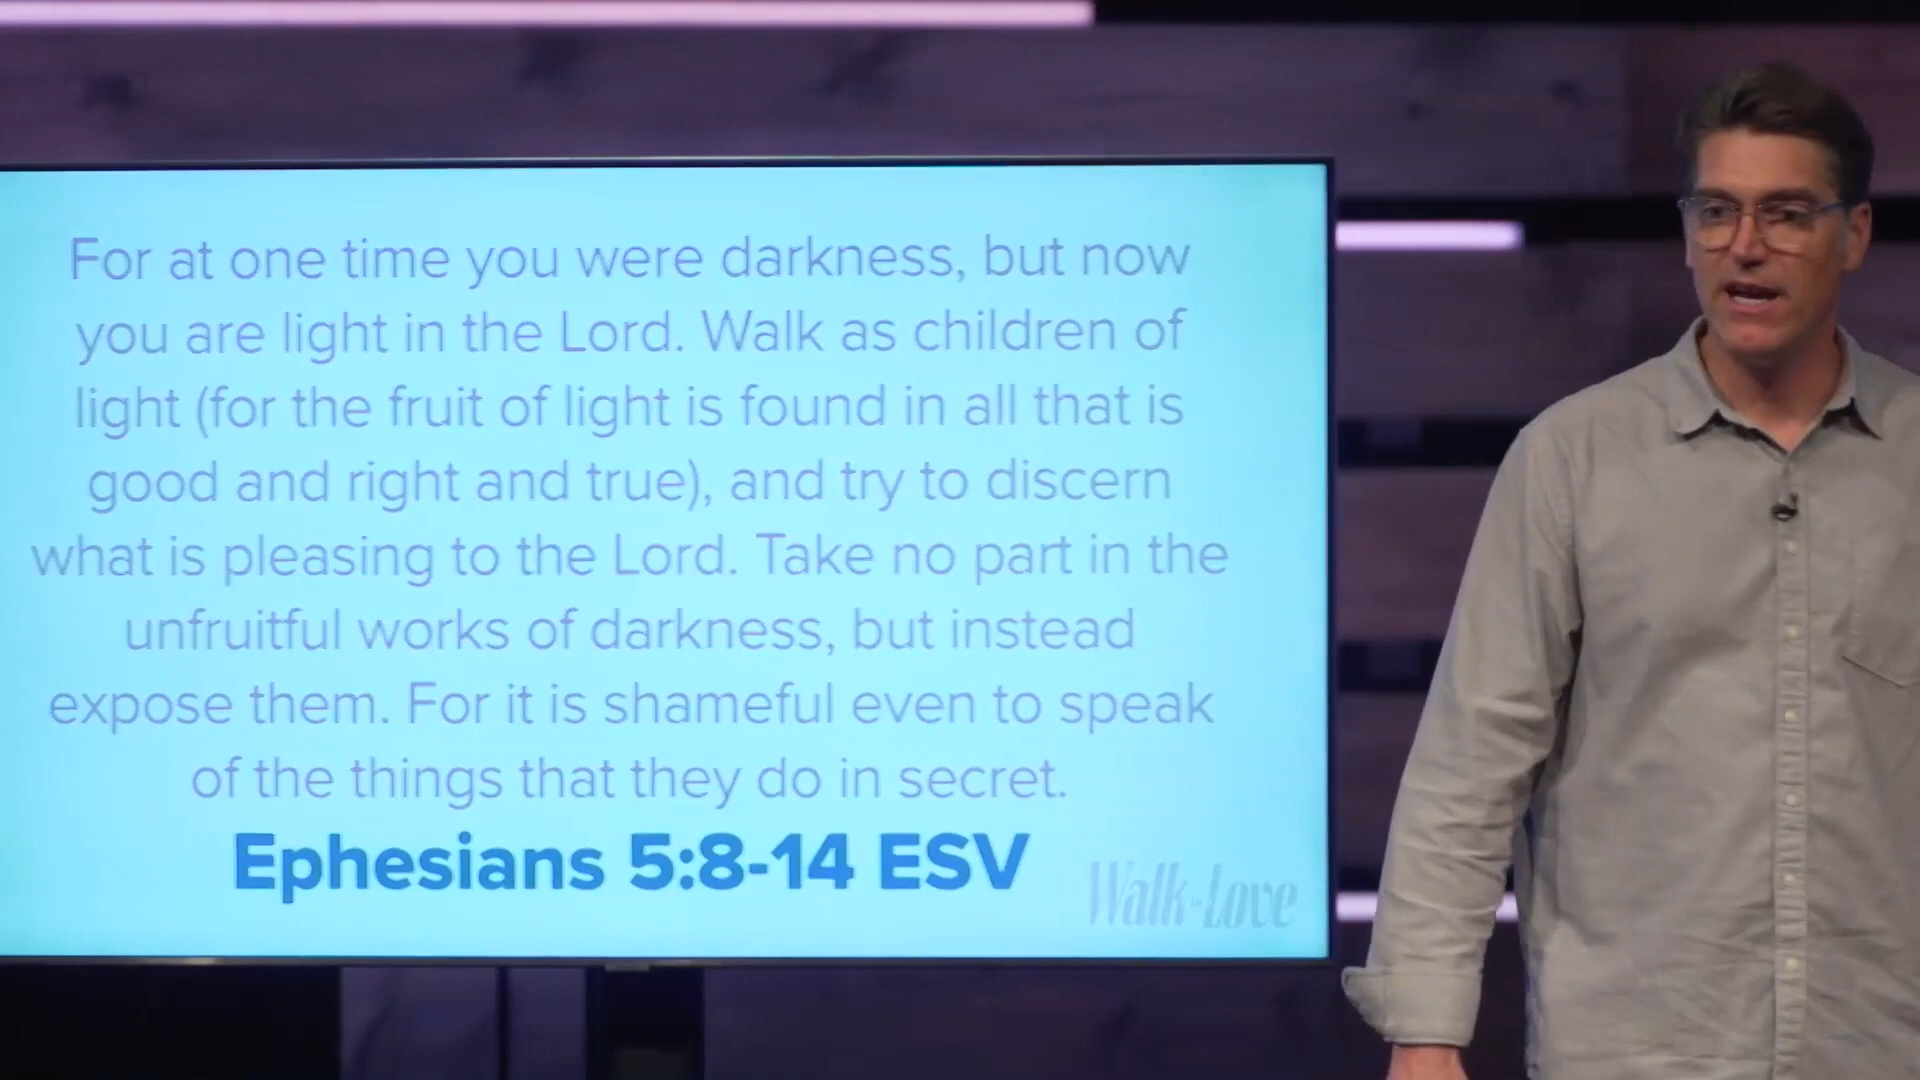 For at one time you were darkness, but now
you are light in the Lord. Walk as children of
light (for the fruit of light is found in all that is
good and right and true), and try to discern
what is pleasing to the Lord. Take no part in the
unfruitful works of darkness, but instead
expose them. For it is shameful even to speak
of the things that they do in secret.
Ephesians 5:8-14 ESV
Walk in Love